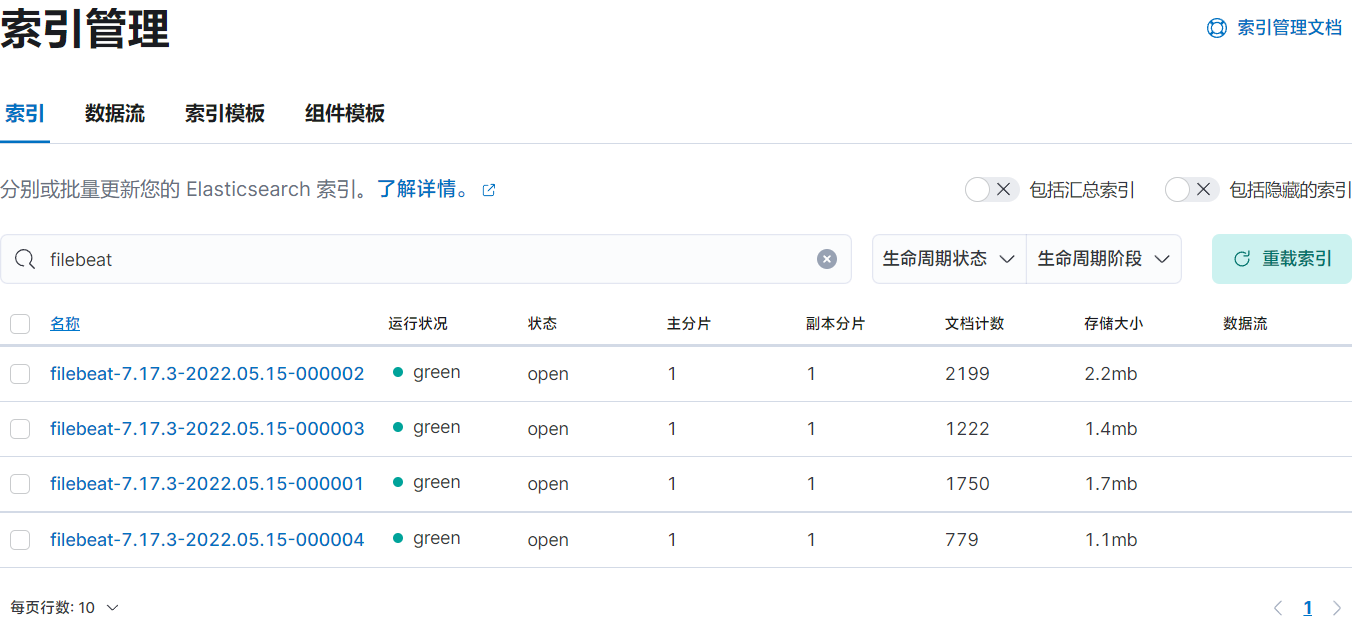 索引管理
索引管理文档
索引 数据流 索引模板 组件模板
分别或批量更新您的 Elasticsearch 索引。了解详情。 包括汇总索引 包括隐藏的索引
filebeat 生命周期状态 生命周期阶段 重载索引
名称 运行状况 状态 主分片 副本分片 文档计数 存储大小 数据流
filebeat-7.17.3-2022.05.15-000002 green open 1 1 2199 2.2mb
filebeat-7.17.3-2022.05.15-000003 green open 1 1 1222 1.4mb
filebeat-7.17.3-2022.05.15-000001 green open 1 1 1750 1.7mb
filebeat-7.17.3-2022.05.15-000004 green open 1 1 779 1.1mb
每页行数: 10 1